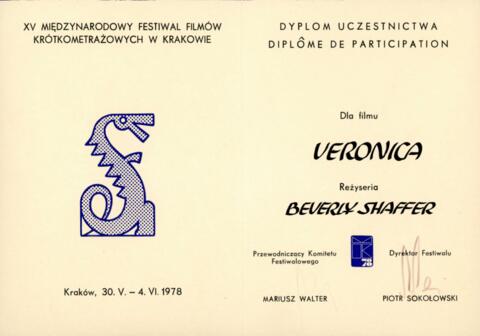 XV MIĘDZYNARODOWY FESTIWAL FILMÓW
KRÓTKOMETRAŻOWYCH W KRAKOWIE
Kraków, 30. V. – 4. VI. 1978
DYPLOM UCZESTNICTWA
DIPLÔME DE PARTICIPATION
Dla filmu
VERONICA
Reżyseria
BEVERLY SHAFFER
Przewodniczący Komitetu
Festiwalowego
Dyrektor Festiwalu
MARIUSZ WALTER
PIOTR SOKOŁOWSKI